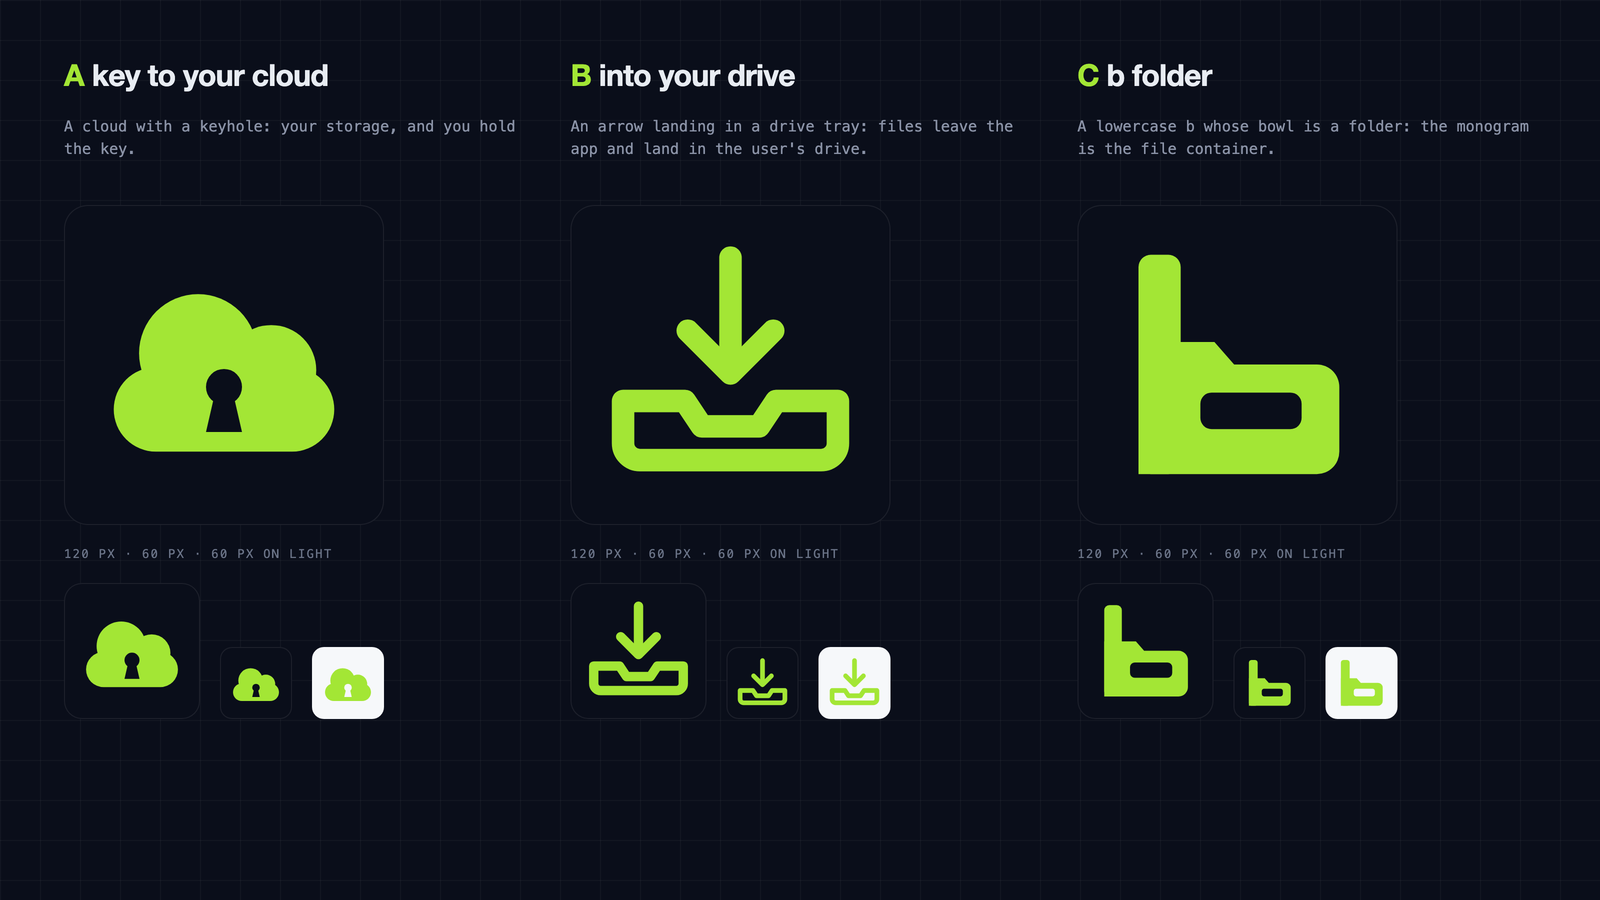 A key to your cloud
A cloud with a keyhole: your storage, and you hold
the key.
120 PX · 60 PX · 60 PX ON LIGHT
B into your drive
An arrow landing in a drive tray: files leave the
app and land in the user's drive.
120 PX · 60 PX · 60 PX ON LIGHT
C b folder
A lowercase b whose bowl is a folder: the monogram
is the file container.
120 PX · 60 PX · 60 PX ON LIGHT